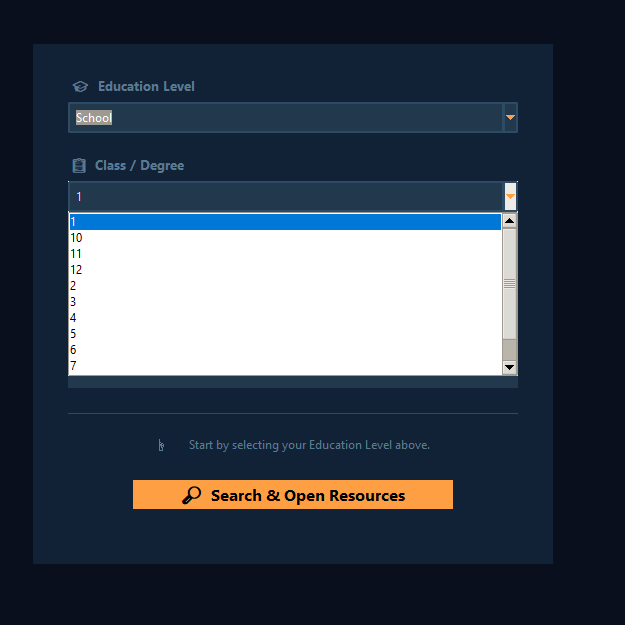 Education Level
School
Class / Degree
1
1
10
11
12
2
3
4
5
6
7
Start by selecting your Education Level above.
Search & Open Resources